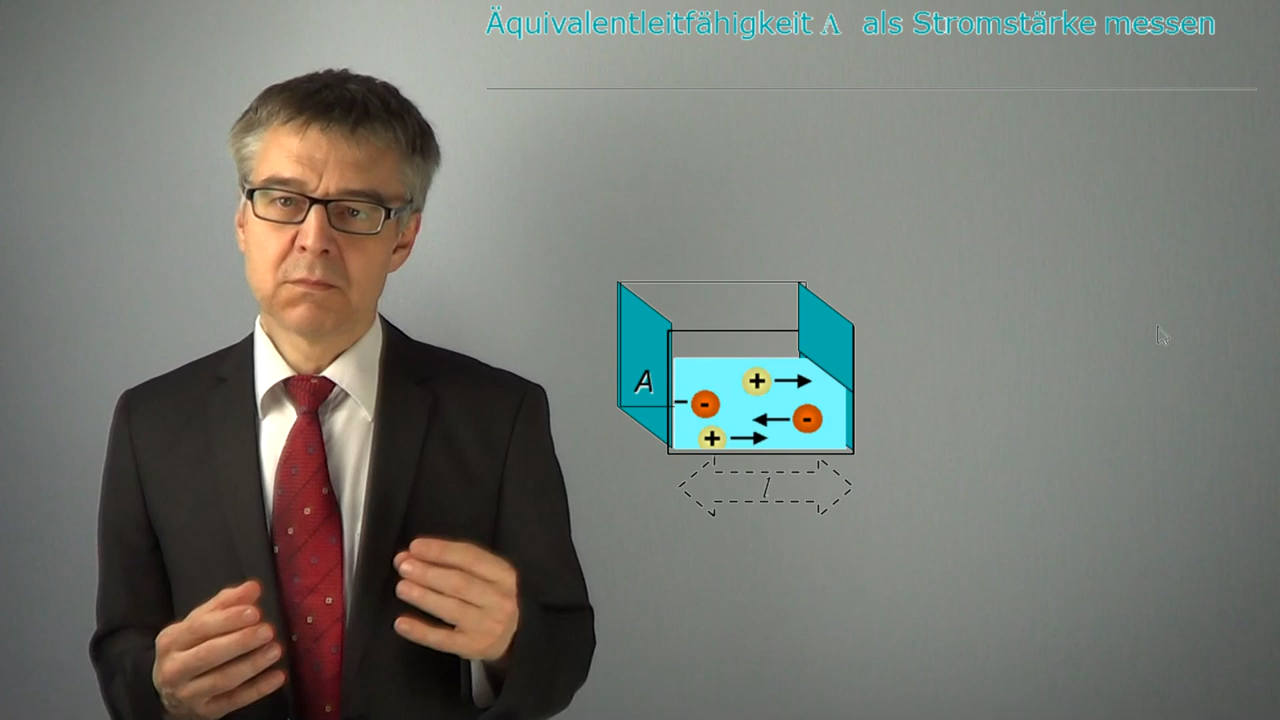 Äquivalentleitfähigkeit Λ als Stromstärke messen
A
+
-
-
+
l